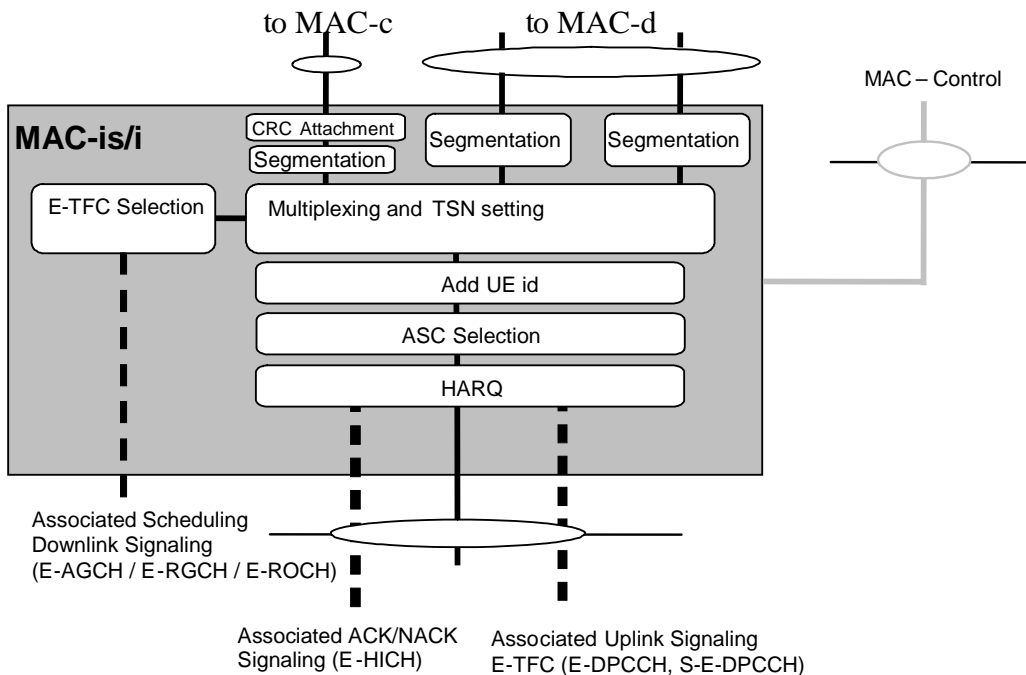 to MAC-c
to MAC-d
MAC – Control
MAC-is/i
CRC Attachment
Segmentation
Segmentation
Segmentation
E-TFC Selection
Multiplexing and TSN setting
Add UE id
ASC Selection
HARQ
Associated Scheduling
Downlink Signaling
(E-AGCH / E-RGCH / E-ROCH)
Associated ACK/NACK
Signaling (E-HICH)
Associated Uplink Signaling
E-TFC (E-DPCCH, S-E-DPCCH)